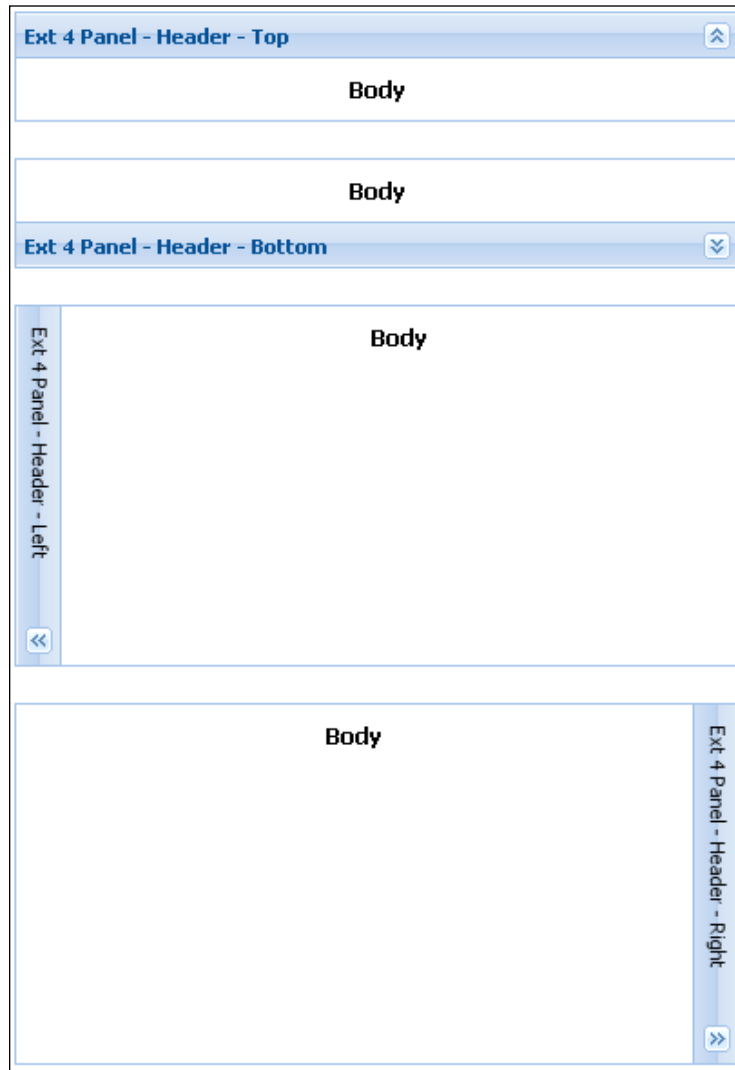 Ext 4 Panel - Header - Top
Body
Body
Ext 4 Panel - Header - Bottom
Ext 4 Panel - Header - Left
Body
Body
Ext 4 Panel - Header - Right